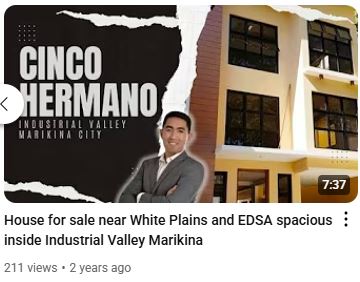 CINCO
HERMANO
INDUSTRIAL VALLEY
MARIKINA CITY
7:37
House for sale near White Plains and EDSA spacious
inside Industrial Valley Marikina
211 views • 2 years ago